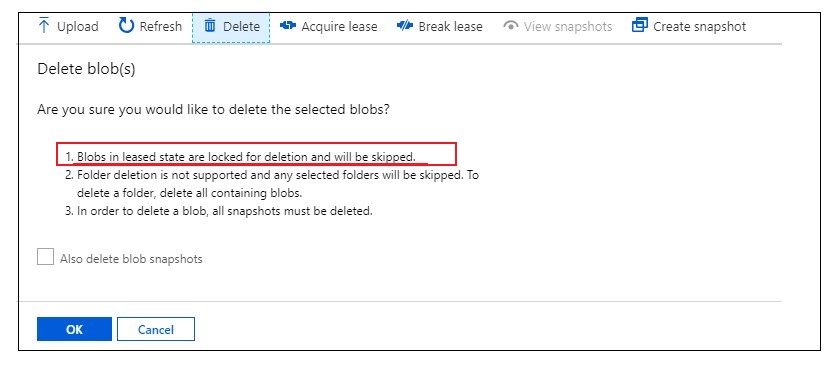 Upload Refresh Delete Acquire lease Break lease View snapshots Create snapshot
Delete blob(s)
Are you sure you would like to delete the selected blobs?
1. Blobs in leased state are locked for deletion and will be skipped.
2. Folder deletion is not supported and any selected folders will be skipped. To
delete a folder, delete all containing blobs.
3. In order to delete a blob, all snapshots must be deleted.
Also delete blob snapshots
OK Cancel